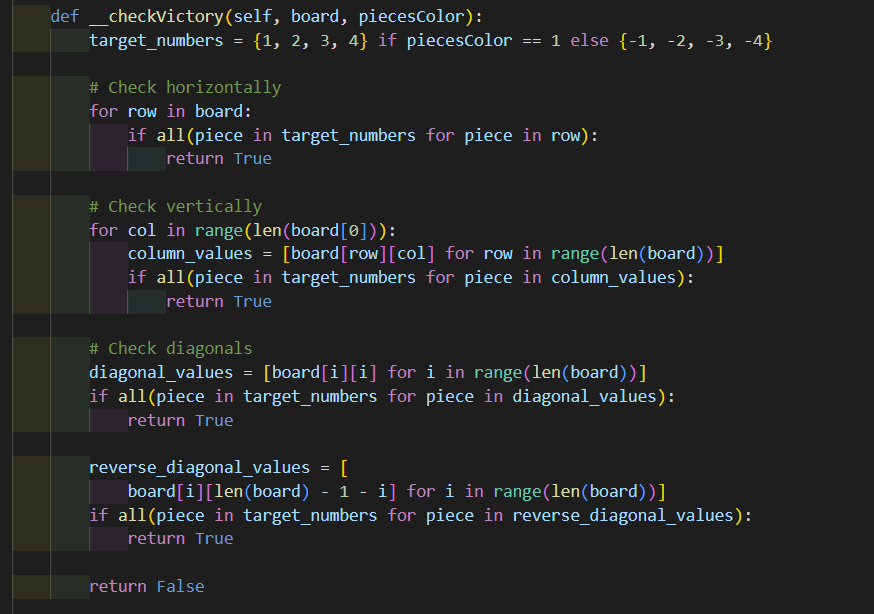 def __checkVictory(self, board, piecesColor):
target_numbers = {1, 2, 3, 4} if piecesColor == 1 else {-1, -2, -3, -4}
# Check horizontally
for row in board:
if all(piece in target_numbers for piece in row):
return True
# Check vertically
for col in range(len(board[0])):
column_values = [board[row][col] for row in range(len(board))]
if all(piece in target_numbers for piece in column_values):
return True
# Check diagonals
diagonal_values = [board[i][i] for i in range(len(board))]
if all(piece in target_numbers for piece in diagonal_values):
return True
reverse_diagonal_values = [
board[i][len(board) - 1 - i] for i in range(len(board))]
if all(piece in target_numbers for piece in reverse_diagonal_values):
return True
return False